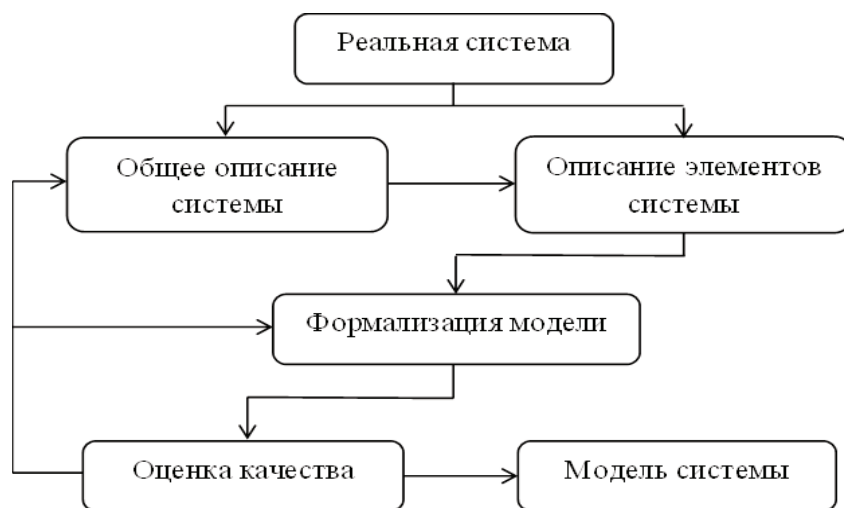 Реальная система
Общее описание
системы
Описание элементов
системы
Формализация модели
Оценка качества
Модель системы